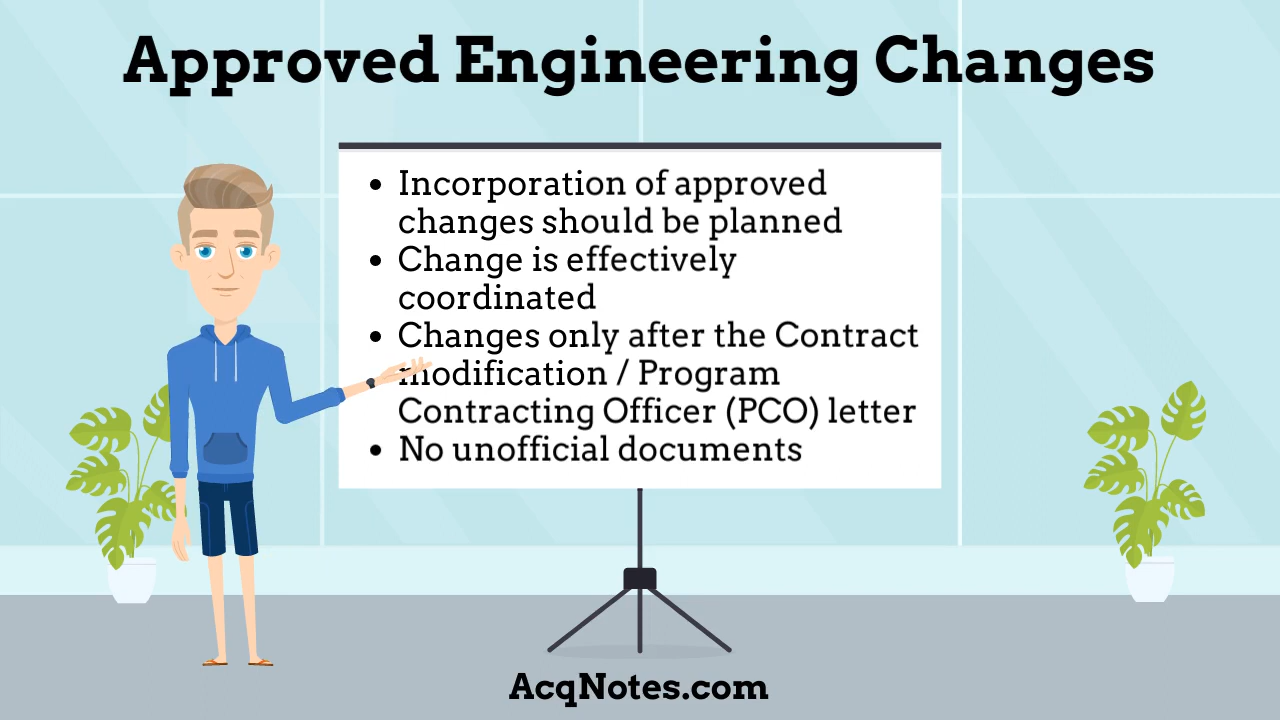 Approved Engineering Changes
• Incorporation of approved
changes should be planned
• Change is effectively
coordinated
• Changes only after the Contract
modification / Program
Contracting Officer (PCO) letter
• No unofficial documents
AcqNotes.com